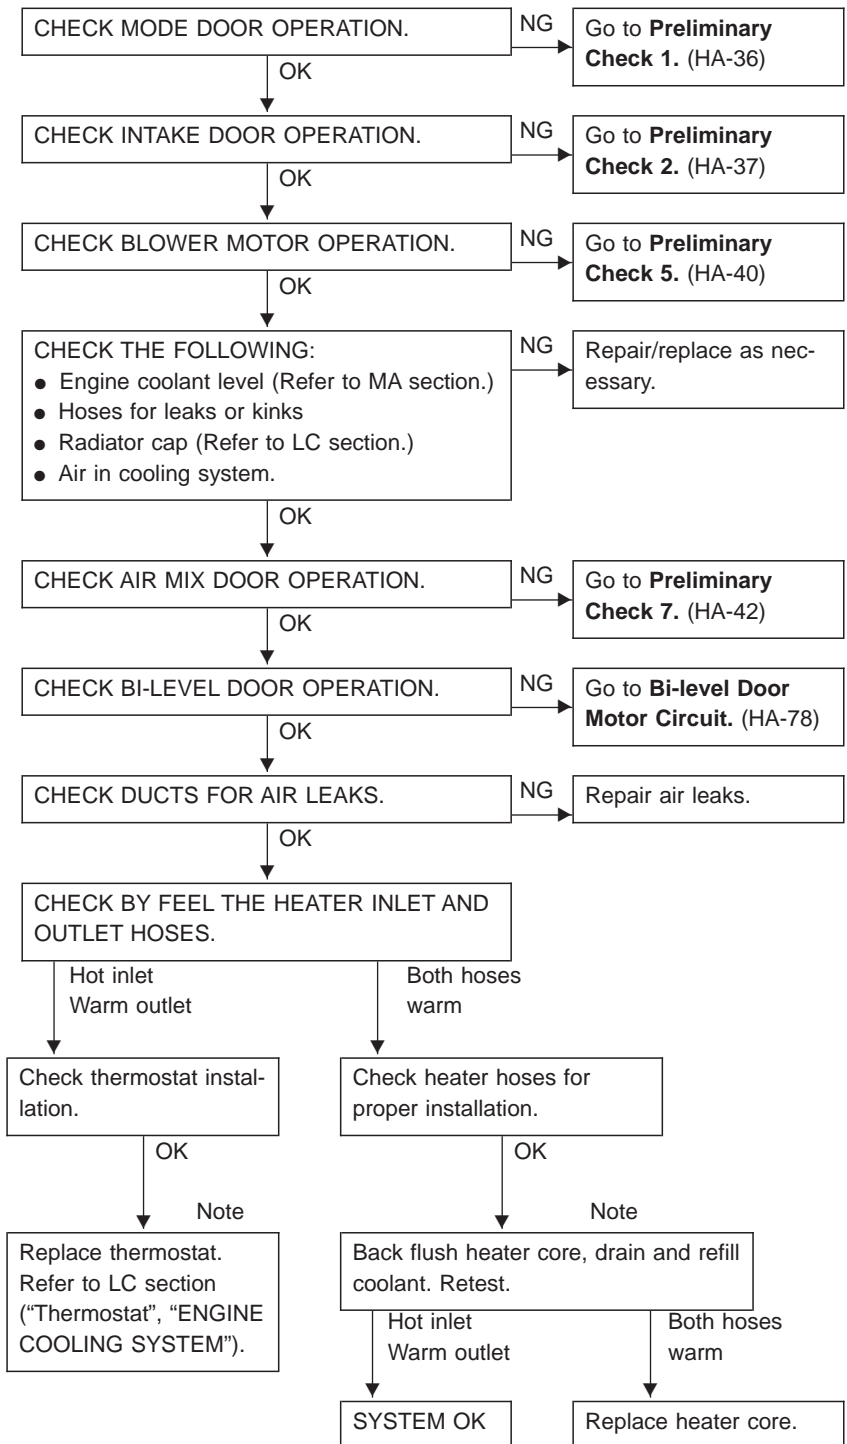 CHECK MODE DOOR OPERATION.
NG
Go to Preliminary
Check 1. (HA-36)
OK
CHECK INTAKE DOOR OPERATION.
NG
Go to Preliminary
Check 2. (HA-37)
OK
CHECK BLOWER MOTOR OPERATION.
NG
Go to Preliminary
Check 5. (HA-40)
OK
CHECK THE FOLLOWING:
● Engine coolant level (Refer to MA section.)
● Hoses for leaks or kinks
● Radiator cap (Refer to LC section.)
● Air in cooling system.
NG
Repair/replace as nec-
essary.
OK
CHECK AIR MIX DOOR OPERATION.
NG
Go to Preliminary
Check 7. (HA-42)
OK
CHECK BI-LEVEL DOOR OPERATION.
NG
Go to Bi-level Door
Motor Circuit. (HA-78)
OK
CHECK DUCTS FOR AIR LEAKS.
NG
Repair air leaks.
OK
CHECK BY FEEL THE HEATER INLET AND
OUTLET HOSES.
Hot inlet
Warm outlet
Both hoses
warm
Check thermostat instal-
lation.
Check heater hoses for
proper installation.
OK
OK
Note
Note
Replace thermostat.
Refer to LC section
(“Thermostat”, “ENGINE
COOLING SYSTEM”).
Back flush heater core, drain and refill
coolant. Retest.
Hot inlet
Warm outlet
Both hoses
warm
SYSTEM OK
Replace heater core.